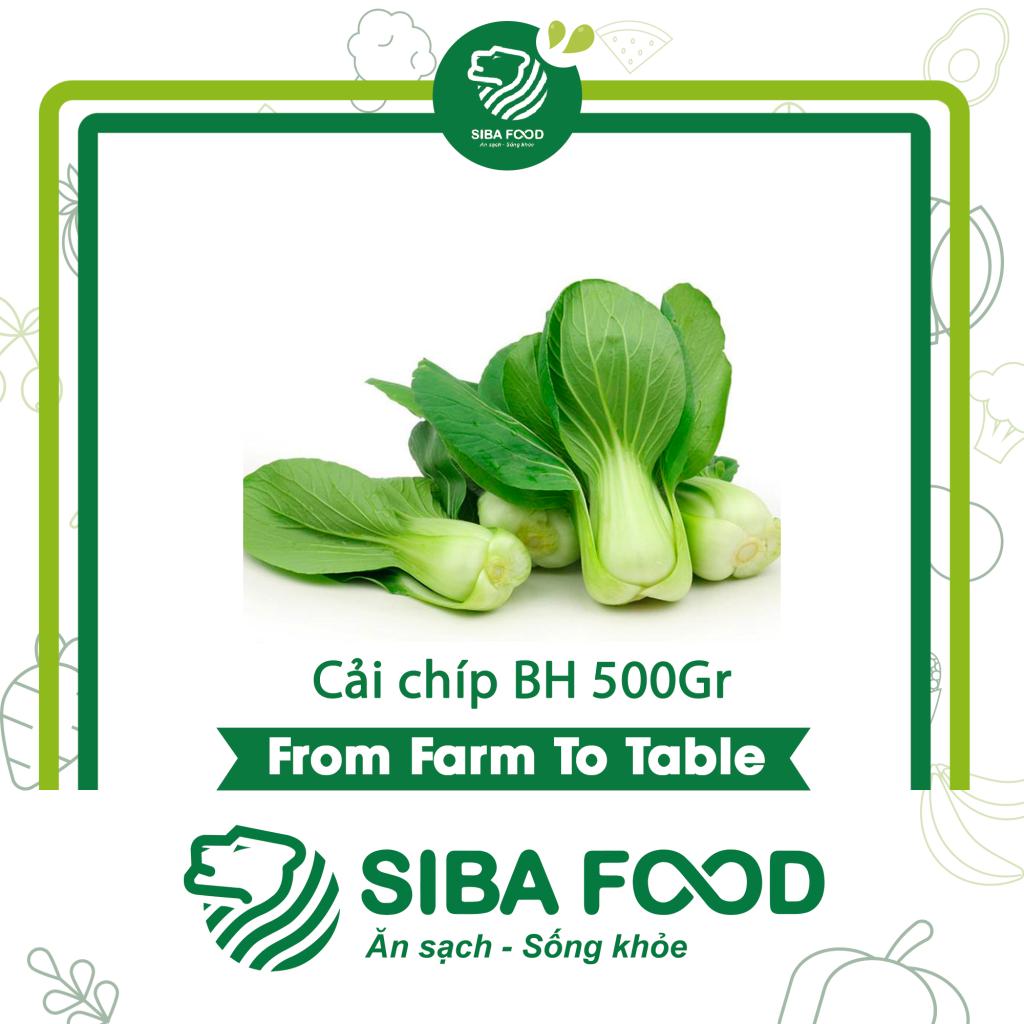 SIBA FOOD
Ăn sạch - Sống khỏe
Cải chíp BH 500Gr
From Farm To Table
SIBA FOOD
Ăn sạch - Sống khỏe